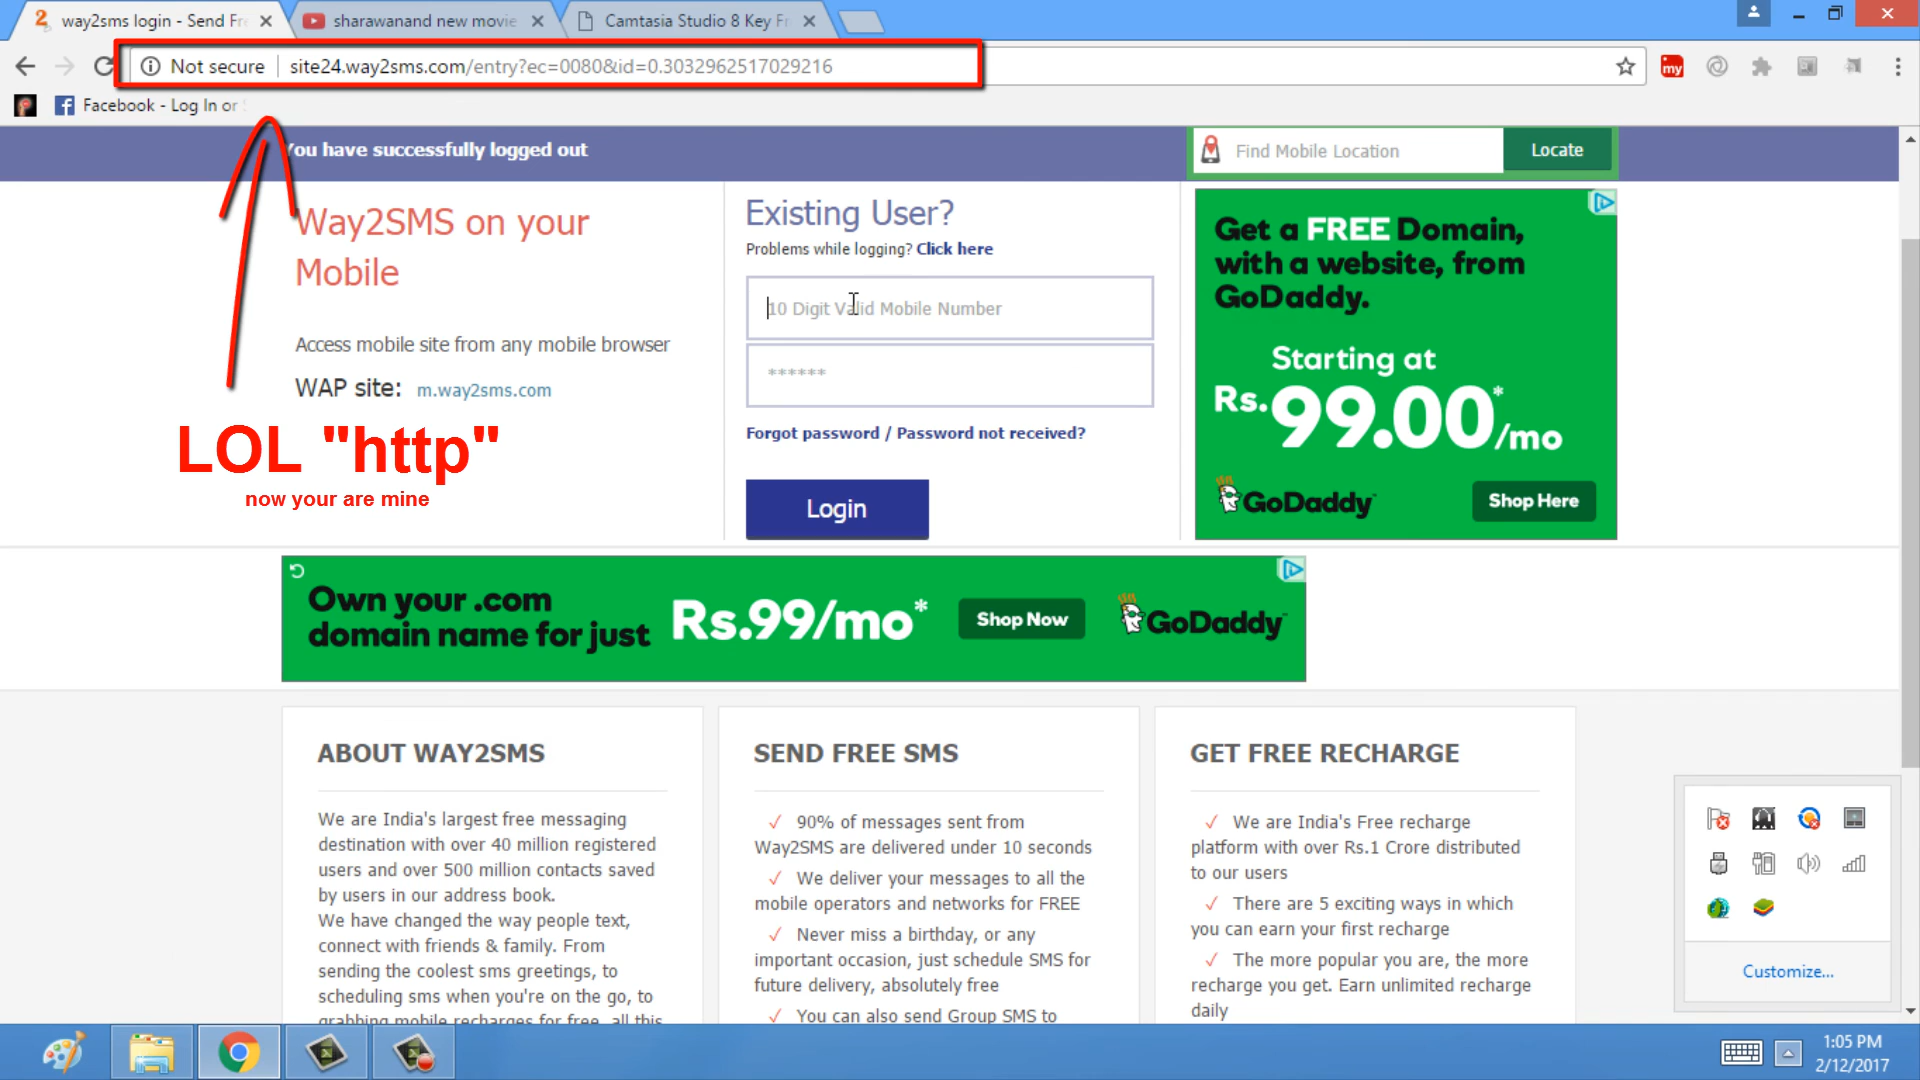 way2sms login - Send Fre
sharawanand new movie
Camtasia Studio 8 Key Fr
Not secure
site24.way2sms.com/entry?ec=0080&id=0.3032962517029216
my
Facebook - Log In or
You have successfully logged out
Find Mobile Location
Locate
Way2SMS on your
Mobile
Access mobile site from any mobile browser
WAP site: m.way2sms.com
LOL "http"
now your are mine
Existing User?
Problems while logging? Click here
10 Digit Valid Mobile Number
******
Forgot password / Password not received?
Login
Get a FREE Domain,
with a website, from
GoDaddy.
Starting at
Rs.99.00*/mo
GoDaddy
Shop Here
Own your .com
domain name for just
Rs.99/mo*
Shop Now
GoDaddy
ABOUT WAY2SMS
We are India's largest free messaging
destination with over 40 million registered
users and over 500 million contacts saved
by users in our address book.
We have changed the way people text,
connect with friends & family. From
sending the coolest sms greetings, to
scheduling sms when you're on the go, to
grabbing mobile recharges for free, all this
SEND FREE SMS
✓ 90% of messages sent from
Way2SMS are delivered under 10 seconds
✓ We deliver your messages to all the
mobile operators and networks for FREE
✓ Never miss a birthday, or any
important occasion, just schedule SMS for
future delivery, absolutely free
✓ You can also send Group SMS to
GET FREE RECHARGE
✓ We are India's Free recharge
platform with over Rs.1 Crore distributed
to our users
✓ There are 5 exciting ways in which
you can earn your first recharge
✓ The more popular you are, the more
recharge you get. Earn unlimited recharge
daily
Customize...
1:05 PM
2/12/2017